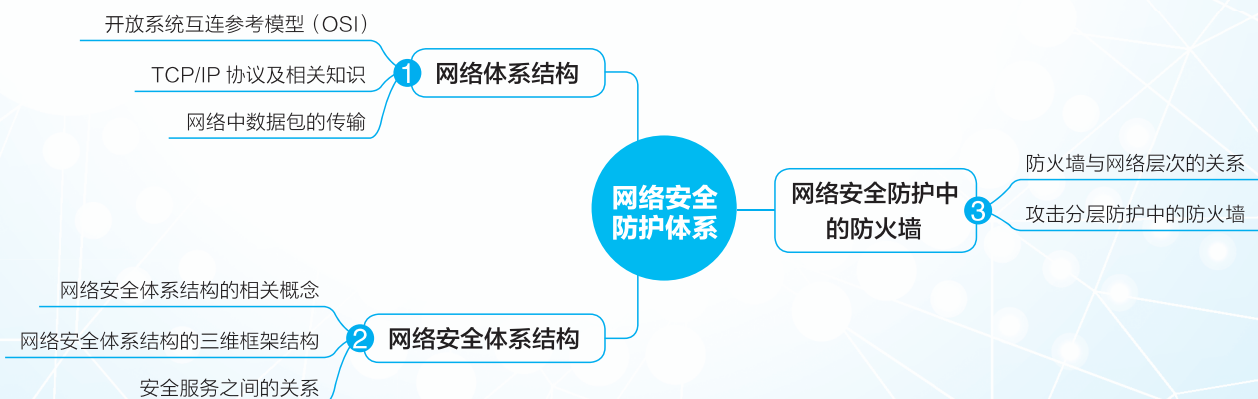 开放系统互连参考模型（OSI）
TCP/IP 协议及相关知识
网络中数据包的传输
1
网络体系结构
网络安全
防护体系
网络安全体系结构的相关概念
网络安全体系结构的三维框架结构
安全服务之间的关系
2
网络安全体系结构
网络安全防护中
的防火墙
3
防火墙与网络层次的关系
攻击分层防护中的防火墙